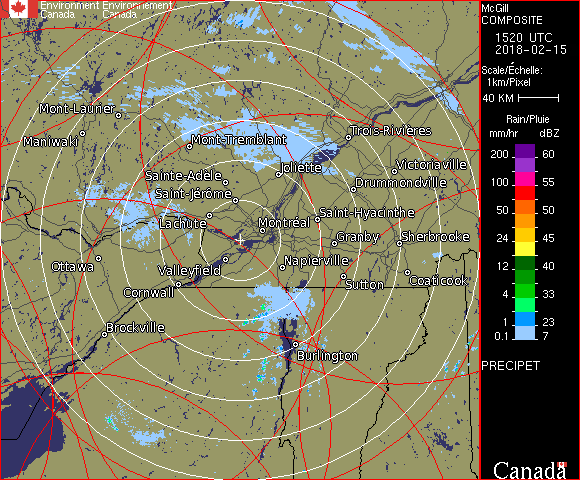 Environment Environnement
Canada Canada
McGill
COMPOSITE
1520 UTC
2018-02-15
Scale/Échelle:
1km/Pixel
40 KM
Rain/Pluie
mm/hr dBZ
200 60
100 55
50 50
24 45
12 40
4 33
1 23
0.1 7
PRECIPET
Canada
Mont-Laurier
Maniwaki
Mont-Tremblant
Trois-Rivières
Joliette
Victoriaville
Sainte-Adèle
Drummondville
Saint-Jérôme
Saint-Hyacinthe
Lachute
Montréal
Granby
Sherbrooke
Ottawa
Valleyfield
Napierville
Cornwall
Sutton
Coaticook
Brockville
Burlington